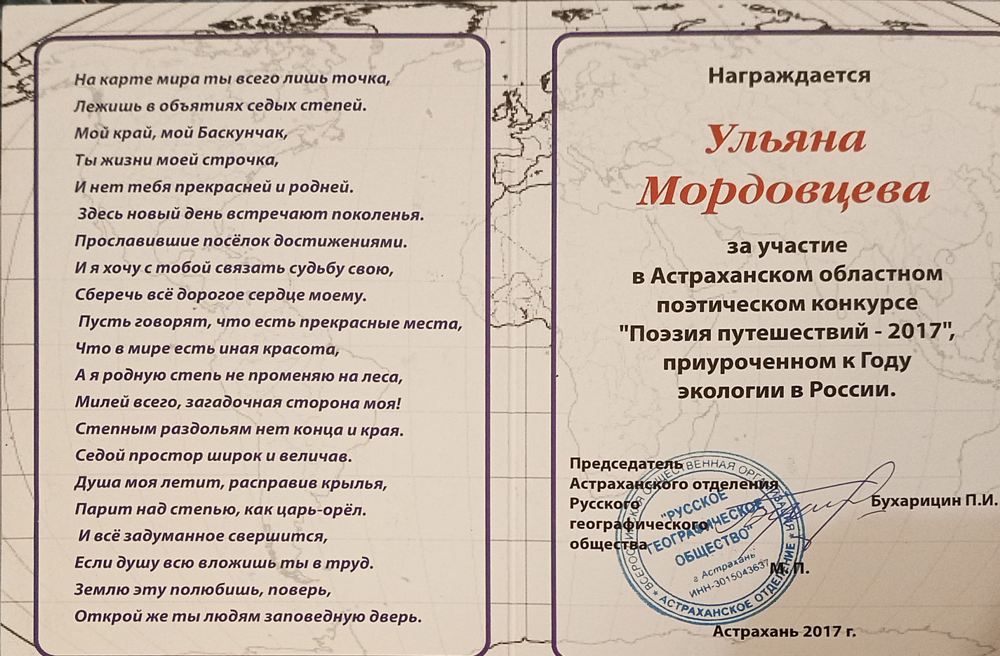 На карте мира ты всего лишь точка,
Лежишь в объятиях седых степей.
Мой край, мой Баскунчак,
Ты жизни моей строчка,
И нет тебя прекрасней и родней.
Здесь новый день встречают поколенья.
Прославившие посёлок достижениями.
И я хочу с тобой связать судьбу свою,
Сберечь всё дорогое сердце моему.
Пусть говорят, что есть прекрасные места,
Что в мире есть иная красота,
А я родную степь не променяю на леса,
Милей всего, загадочная сторона моя!
Степным раздольям нет конца и края.
Седой простор широк и величав.
Душа моя летит, расправив крылья,
Парит над степью, как царь-орёл.
И всё задуманное свершится,
Если душу всю вложишь ты в труд.
Землю эту полюбишь, поверь,
Открой же ты людям заповедную дверь.
Награждается
Ульяна
Мордовцева
за участие
в Астраханском областном
поэтическом конкурсе
"Поэзия путешествий - 2017",
приуроченном к Году
экологии в России.
Председатель
Астраханского отделения
Русского
географического
общества
Бухарицин П.И.
М. П.
ВСЕРОССИЙСКАЯ ОБЩЕСТВЕННАЯ ОРГАНИЗАЦИЯ
"РУССКОЕ
ГЕОГРАФИЧЕСКОЕ
ОБЩЕСТВО"
г Астрахань
ИНН-3015043637
* АСТРАХАНСКОЕ ОТДЕЛЕНИЕ *
Астрахань 2017 г.